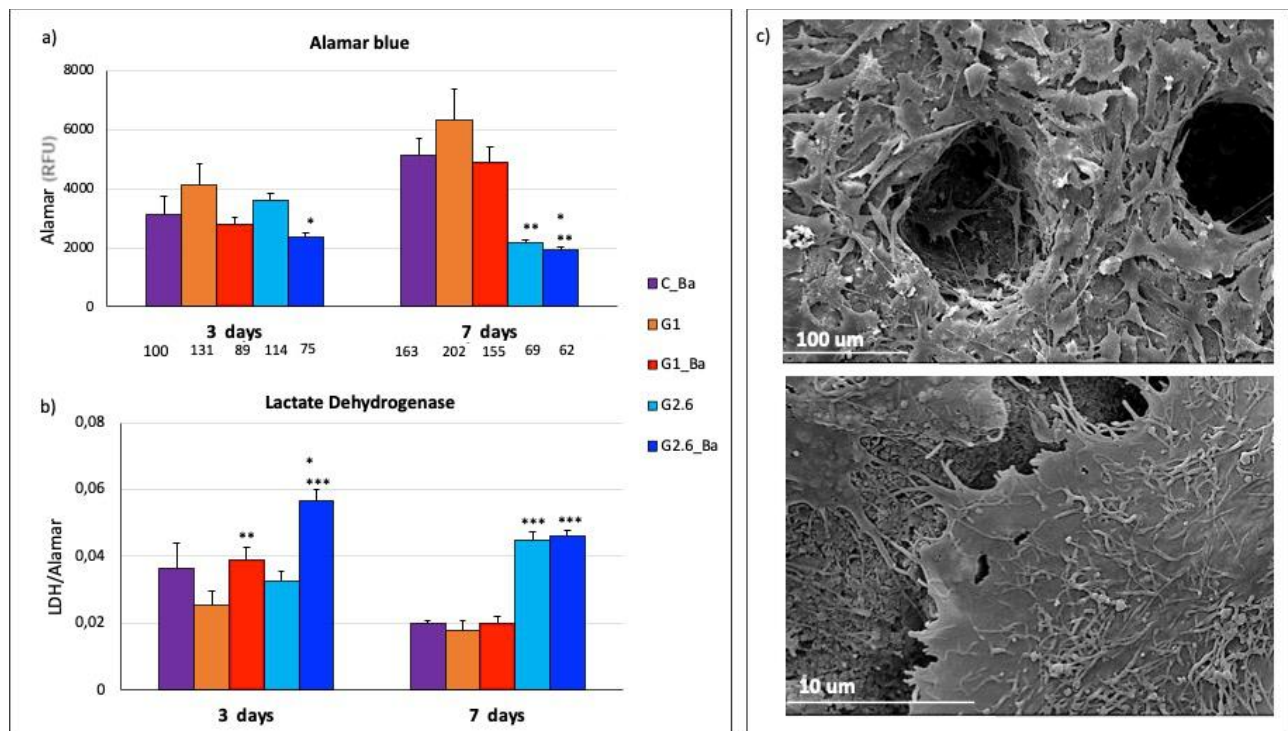 a)
Alamar blue
8000
6000
4000
2000
0
Alamar (RFU)
*
**
*
**
3 days
7 days
100 131 89 114 75
163 202 155 69 62
b)
Lactate Dehydrogenase
0,08
0,06
0,04
0,02
0
LDH/Alamar
**
*
***
***
***
3 days
7 days
C_Ba
G1
G1_Ba
G2.6
G2.6_Ba
c)
100 um
10 um